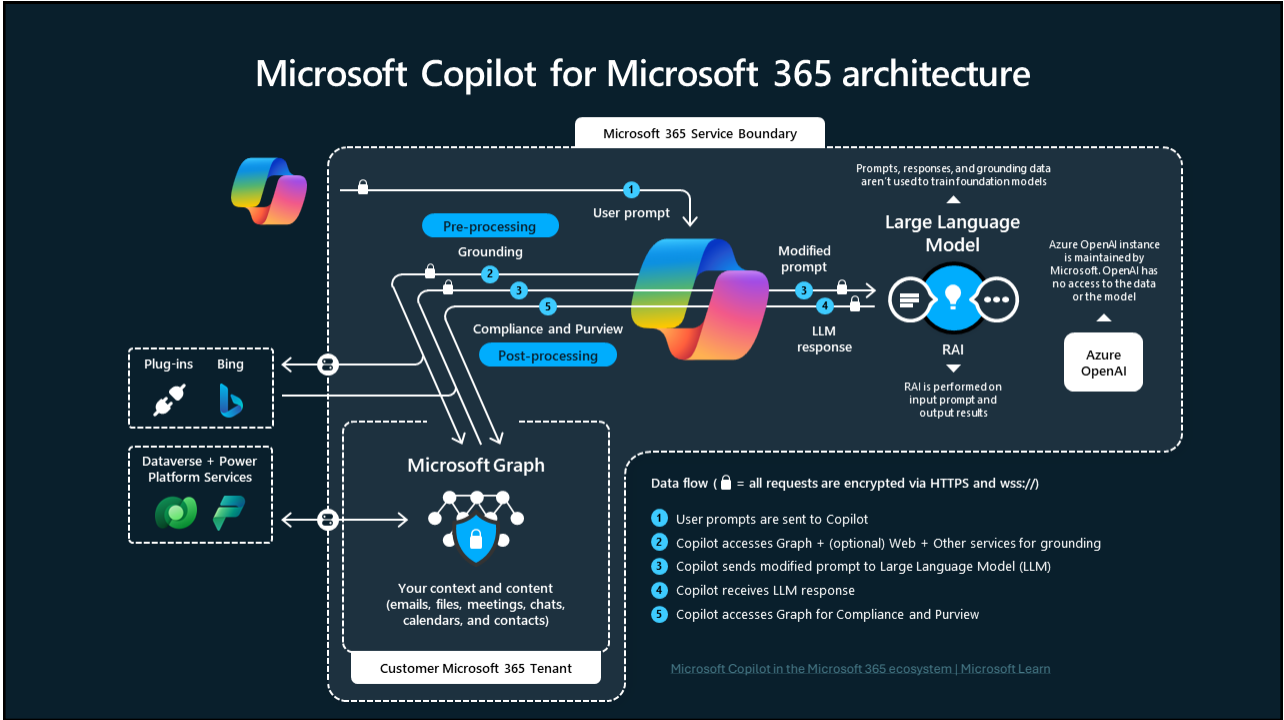 Microsoft Copilot for Microsoft 365 architecture
Microsoft 365 Service Boundary
Prompts, responses, and grounding data
aren't used to train foundation models
1
User prompt
Pre-processing
Grounding
2
3
5
Compliance and Purview
Post-processing
Modified
prompt
3
4
LLM
response
Large Language
Model
RAI
RAI is performed on
input prompt and
output results
Azure OpenAI instance
is maintained by
Microsoft. OpenAI has
no access to the data
or the model
Azure
OpenAI
Plug-ins
Bing
Dataverse + Power
Platform Services
Microsoft Graph
Your context and content
(emails, files, meetings, chats,
calendars, and contacts)
Customer Microsoft 365 Tenant
Data flow ( = all requests are encrypted via HTTPS and wss://)
1 User prompts are sent to Copilot
2 Copilot accesses Graph + (optional) Web + Other services for grounding
3 Copilot sends modified prompt to Large Language Model (LLM)
4 Copilot receives LLM response
5 Copilot accesses Graph for Compliance and Purview
Microsoft Copilot in the Microsoft 365 ecosystem | Microsoft Learn